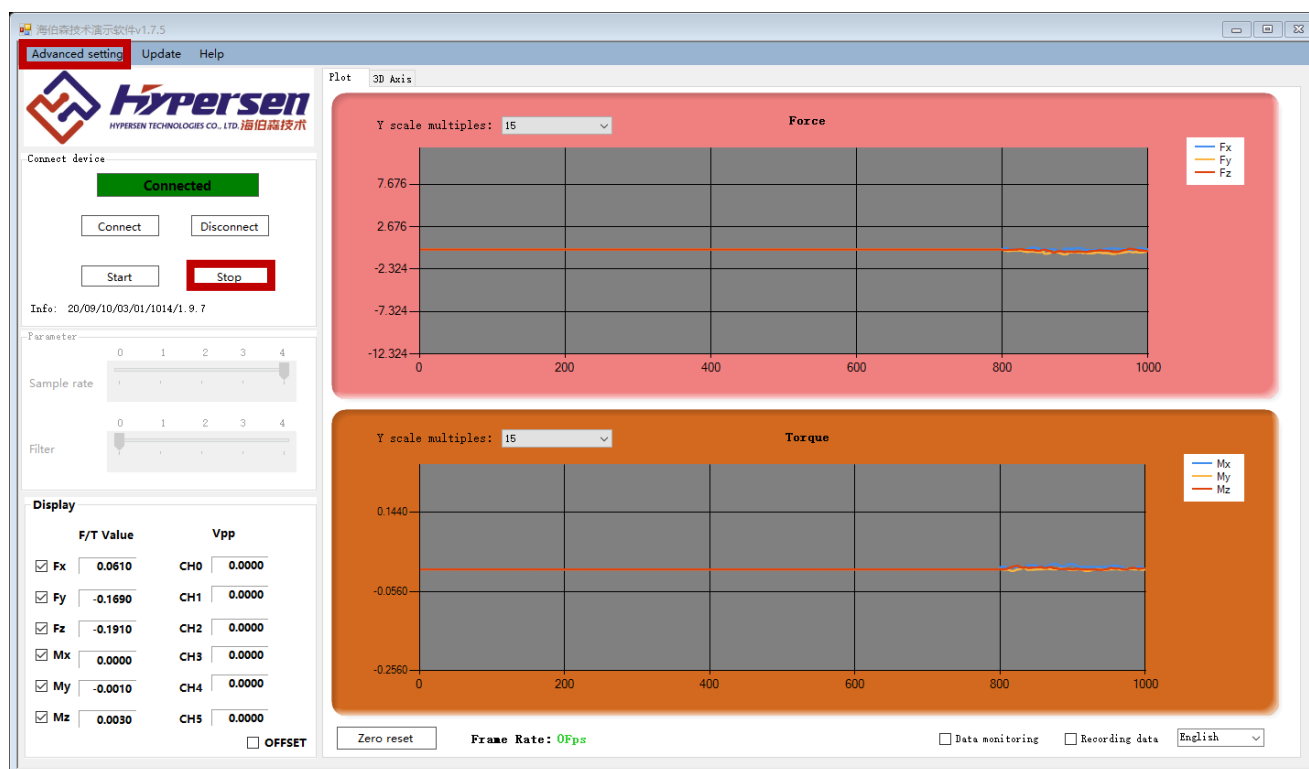 海伯森技术演示软件v1.7.5
Advanced setting Update Help
Hypersen
HYPERSEN TECHNOLOGIES CO., LTD. 海伯森技术
Connect device
Connected
Connect Disconnect
Start Stop
Info: 20/09/10/03/01/1014/1.9.7
Parameter
0 1 2 3 4
Sample rate
0 1 2 3 4
Filter
Display
F/T Value Vpp
Fx 0.0610 CH0 0.0000
Fy -0.1690 CH1 0.0000
Fz -0.1910 CH2 0.0000
Mx 0.0000 CH3 0.0000
My -0.0010 CH4 0.0000
Mz 0.0030 CH5 0.0000
OFFSET
Plot 3D Axis
Y scale multiples: 15 Force
Fx
Fy
Fz
7.676
2.676
-2.324
-7.324
-12.324
0 200 400 600 800 1000
Y scale multiples: 15 Torque
Mx
My
Mz
0.1440
-0.0560
-0.2560
0 200 400 600 800 1000
Zero reset Frame Rate: 0Fps Data monitoring Recording data English